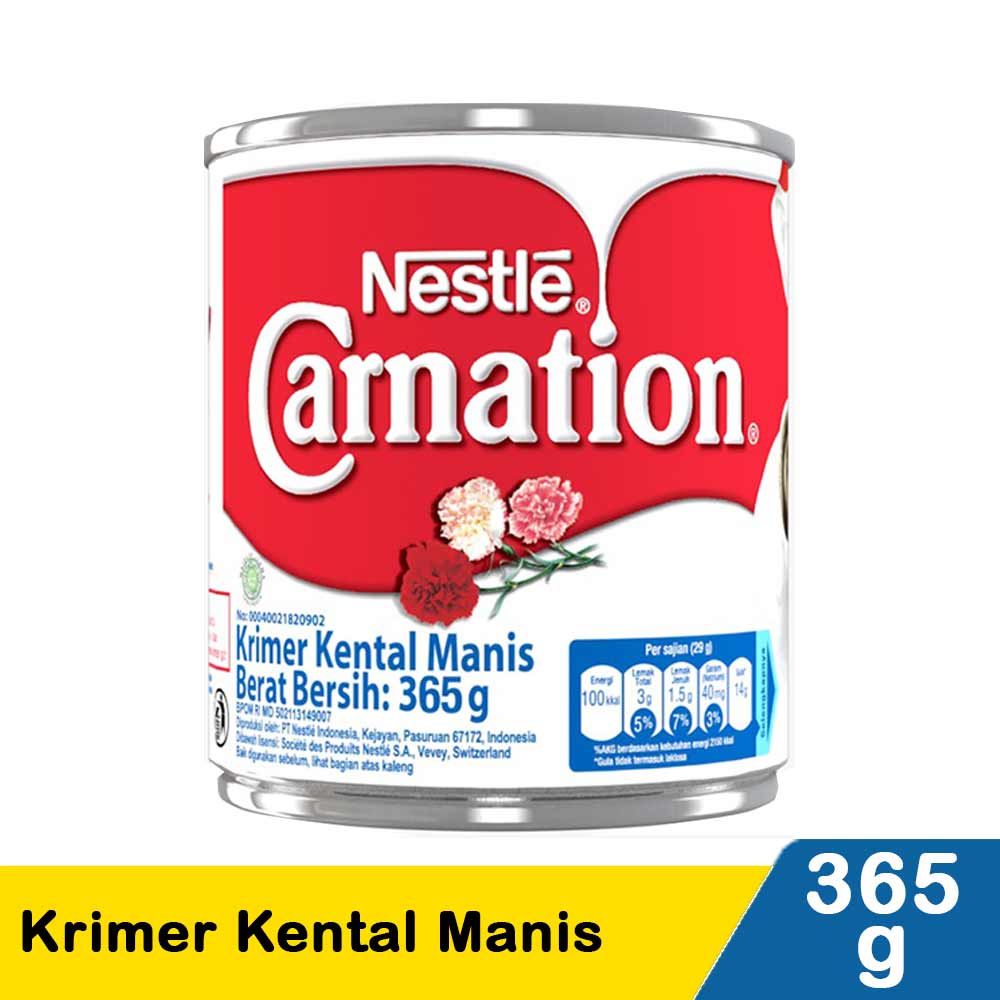 Nestlé®
Carnation®
No: 00040021820902
Krimer Kental Manis
Berat Bersih: 365 g
BPOM RI MD 502113149007
Diproduksi oleh: PT Nestlé Indonesia, Kejayan, Pasuruan 67172, Indonesia
Dibawah lisensi: Société des Produits Nestlé S.A., Vevey, Switzerland
Baik digunakan sebelum, lihat bagian atas kaleng
Per sajian (29 g)
Energi
100 kkal
Lemak Total
3 g
5%
Lemak Jenuh
1.5 g
7%
Garam (Natrium)
40 mg
3%
Gula*
14 g
%AKG berdasarkan kebutuhan energi 2150 kkal
*Gula tidak termasuk laktosa
Selengkapnya
Krimer Kental Manis
365
g